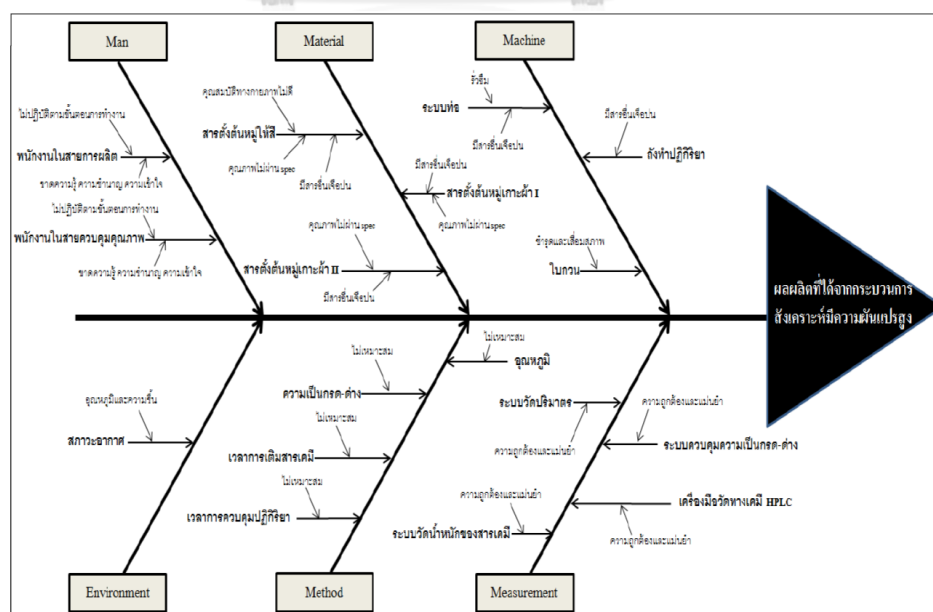 Man
Material
Machine
ไม่ปฏิบัติตามขั้นตอนการทำงาน
พนักงานในสายการผลิต
ขาดความรู้ ความชำนาญ ความเข้าใจ
ไม่ปฏิบัติตามขั้นตอนการทำงาน
พนักงานในสายควบคุมคุณภาพ
ขาดความรู้ ความชำนาญ ความเข้าใจ
คุณสมบัติทางกายภาพไม่ดี
สารตั้งต้นหมู่ให้สี
คุณภาพไม่ผ่าน spec
มีสารอื่นเจือปน
มีสารอื่นเจือปน
สารตั้งต้นหมู่เกาะผ้า I
คุณภาพไม่ผ่าน spec
คุณภาพไม่ผ่าน spec
สารตั้งต้นหมู่เกาะผ้า II
มีสารอื่นเจือปน
รั่วซึม
ระบบท่อ
มีสารอื่นเจือปน
มีสารอื่นเจือปน
ถังทำปฏิกิริยา
ชำรุดและเสื่อมสภาพ
ใบกวน
ผลผลิตที่ได้จากกระบวนการ
สังเคราะห์มีความผันแปรสูง
อุณหภูมิและความชื้น
สภาวะอากาศ
ไม่เหมาะสม
อุณหภูมิ
ไม่เหมาะสม
ความเป็นกรด-ด่าง
ไม่เหมาะสม
เวลาการเติมสารเคมี
ไม่เหมาะสม
เวลาการควบคุมปฏิกิริยา
ระบบวัดปริมาตร
ความถูกต้องและแม่นยำ
ความถูกต้องและแม่นยำ
ระบบควบคุมความเป็นกรด-ด่าง
ความถูกต้องและแม่นยำ
ระบบวัดน้ำหนักของสารเคมี
เครื่องมือวัดทางเคมี HPLC
ความถูกต้องและแม่นยำ
Environment
Method
Measurement